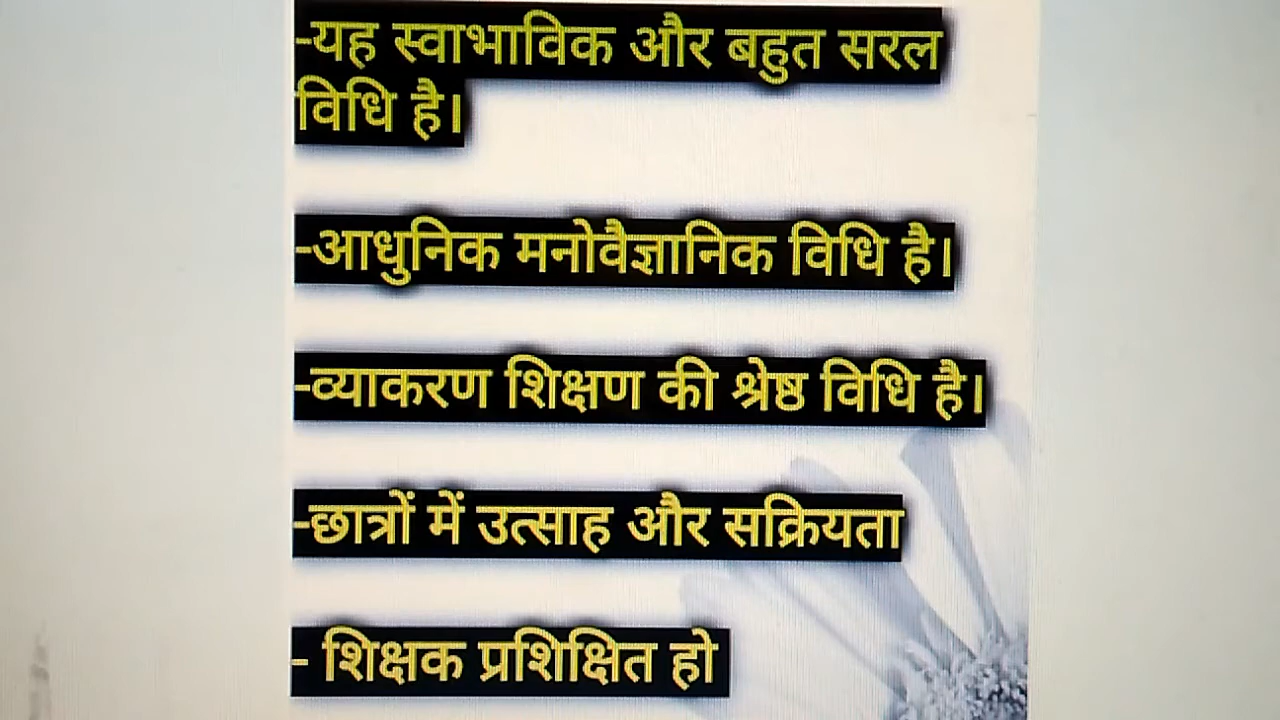 -यह स्वाभाविक और बहुत सरल
विधि है।
-आधुनिक मनोवैज्ञानिक विधि है।
-व्याकरण शिक्षण की श्रेष्ठ विधि है।
-छात्रों में उत्साह और सक्रियता
- शिक्षक प्रशिक्षित हो